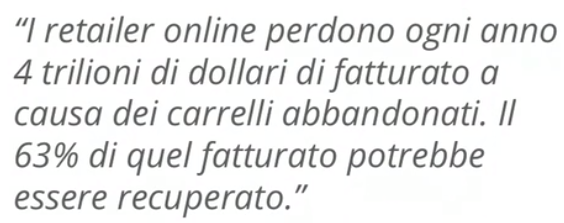 “I retailer online perdono ogni anno
4 trilioni di dollari di fatturato a
causa dei carrelli abbandonati. Il
63% di quel fatturato potrebbe
essere recuperato.”